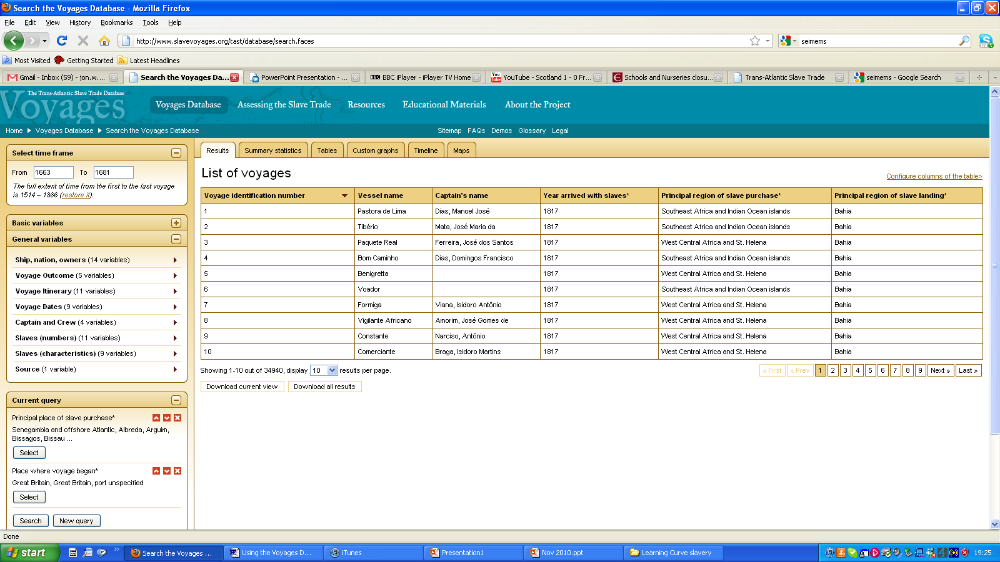 Search the Voyages Database - Mozilla Firefox
File Edit View History Bookmarks Tools Help
http://www.slavevoyages.org/tast/database/search.faces
seimems
Most Visited Getting Started Latest Headlines
Gmail - Inbox (59) - jon.w.... Search the Voyages Da... PowerPoint Presentation - ... BBC BBC iPlayer - iPlayer TV Home YouTube - Scotland 1 - 0 Fr... Schools and Nurseries closu... Trans-Atlantic Slave Trade seimems - Google Search
The Trans-Atlantic Slave Trade Database
Voyages
Voyages Database Assessing the Slave Trade Resources Educational Materials About the Project
Home Voyages Database Search the Voyages Database
Sitemap FAQs Demos Glossary Legal
Select time frame
From 1663 To 1681
The full extent of time from the first to the last voyage
is 1514 – 1866 (restore it).
Basic variables
General variables
Ship, nation, owners (14 variables)
Voyage Outcome (5 variables)
Voyage Itinerary (11 variables)
Voyage Dates (9 variables)
Captain and Crew (4 variables)
Slaves (numbers) (11 variables)
Slaves (characteristics) (9 variables)
Source (1 variable)
Current query
Principal place of slave purchase*
Senegambia and offshore Atlantic, Albreda, Arguim,
Bissagos, Bissau ...
Select
Place where voyage began*
Great Britain, Great Britain, port unspecified
Select
Search New query
Results Summary statistics Tables Custom graphs Timeline Maps
List of voyages
Configure columns of the table>
Voyage identification number Vessel name Captain's name Year arrived with slaves* Principal region of slave purchase* Principal region of slave landing*
1 Pastora de Lima Dias, Manoel José 1817 Southeast Africa and Indian Ocean islands Bahia
2 Tibério Mata, José Maria da 1817 Southeast Africa and Indian Ocean islands Bahia
3 Paquete Real Ferreira, José dos Santos 1817 West Central Africa and St. Helena Bahia
4 Bom Caminho Dias, Domingos Francisco 1817 Southeast Africa and Indian Ocean islands Bahia
5 Benigretta 1817 West Central Africa and St. Helena Bahia
6 Voador 1817 Southeast Africa and Indian Ocean islands Bahia
7 Formiga Viana, Isidoro Antônio 1817 West Central Africa and St. Helena Bahia
8 Vigilante Africano Amorim, José Gomes de 1817 West Central Africa and St. Helena Bahia
9 Constante Narciso, Antônio 1817 West Central Africa and St. Helena Bahia
10 Comerciante Braga, Isidoro Martins 1817 West Central Africa and St. Helena Bahia
Showing 1-10 out of 34940, display 10 results per page.
« First « Prev 1 2 3 4 5 6 7 8 9 Next » Last »
Download current view Download all results
Done
start Search the Voyages ... Using the Voyages D... iTunes Presentation1 Nov 2010.ppt Learning Curve slavery 19:25